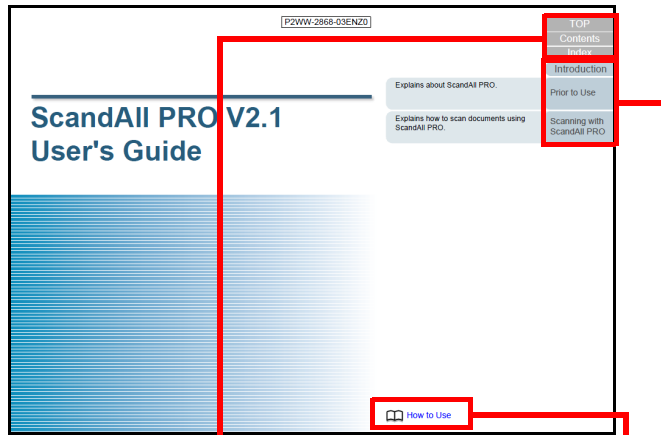 P2WW-2868-03ENZ0
TOP
Contents
Index
Introduction
Explains about ScandAll PRO.
Prior to Use
Explains how to scan documents using
ScandAll PRO.
Scanning with
ScandAll PRO
ScandAll PRO V2.1
User's Guide
How to Use